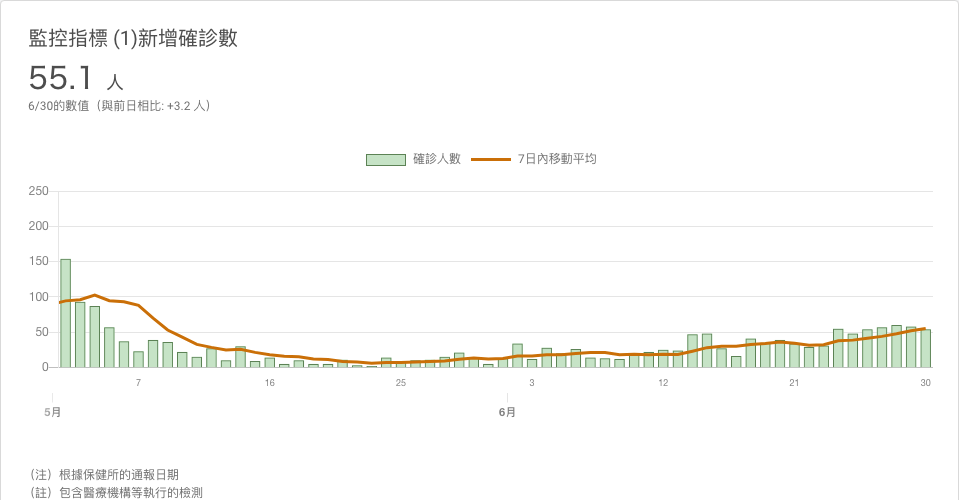 監控指標 (1)新增確診數
55.1 人
6/30的數值（與前日相比: +3.2 人）
確診人數 7日內移動平均
250
200
150
100
50
0
7 16 25 3 12 21 30
5月 6月
（注）根據保健所的通報日期
（註）包含醫療機構等執行的檢測